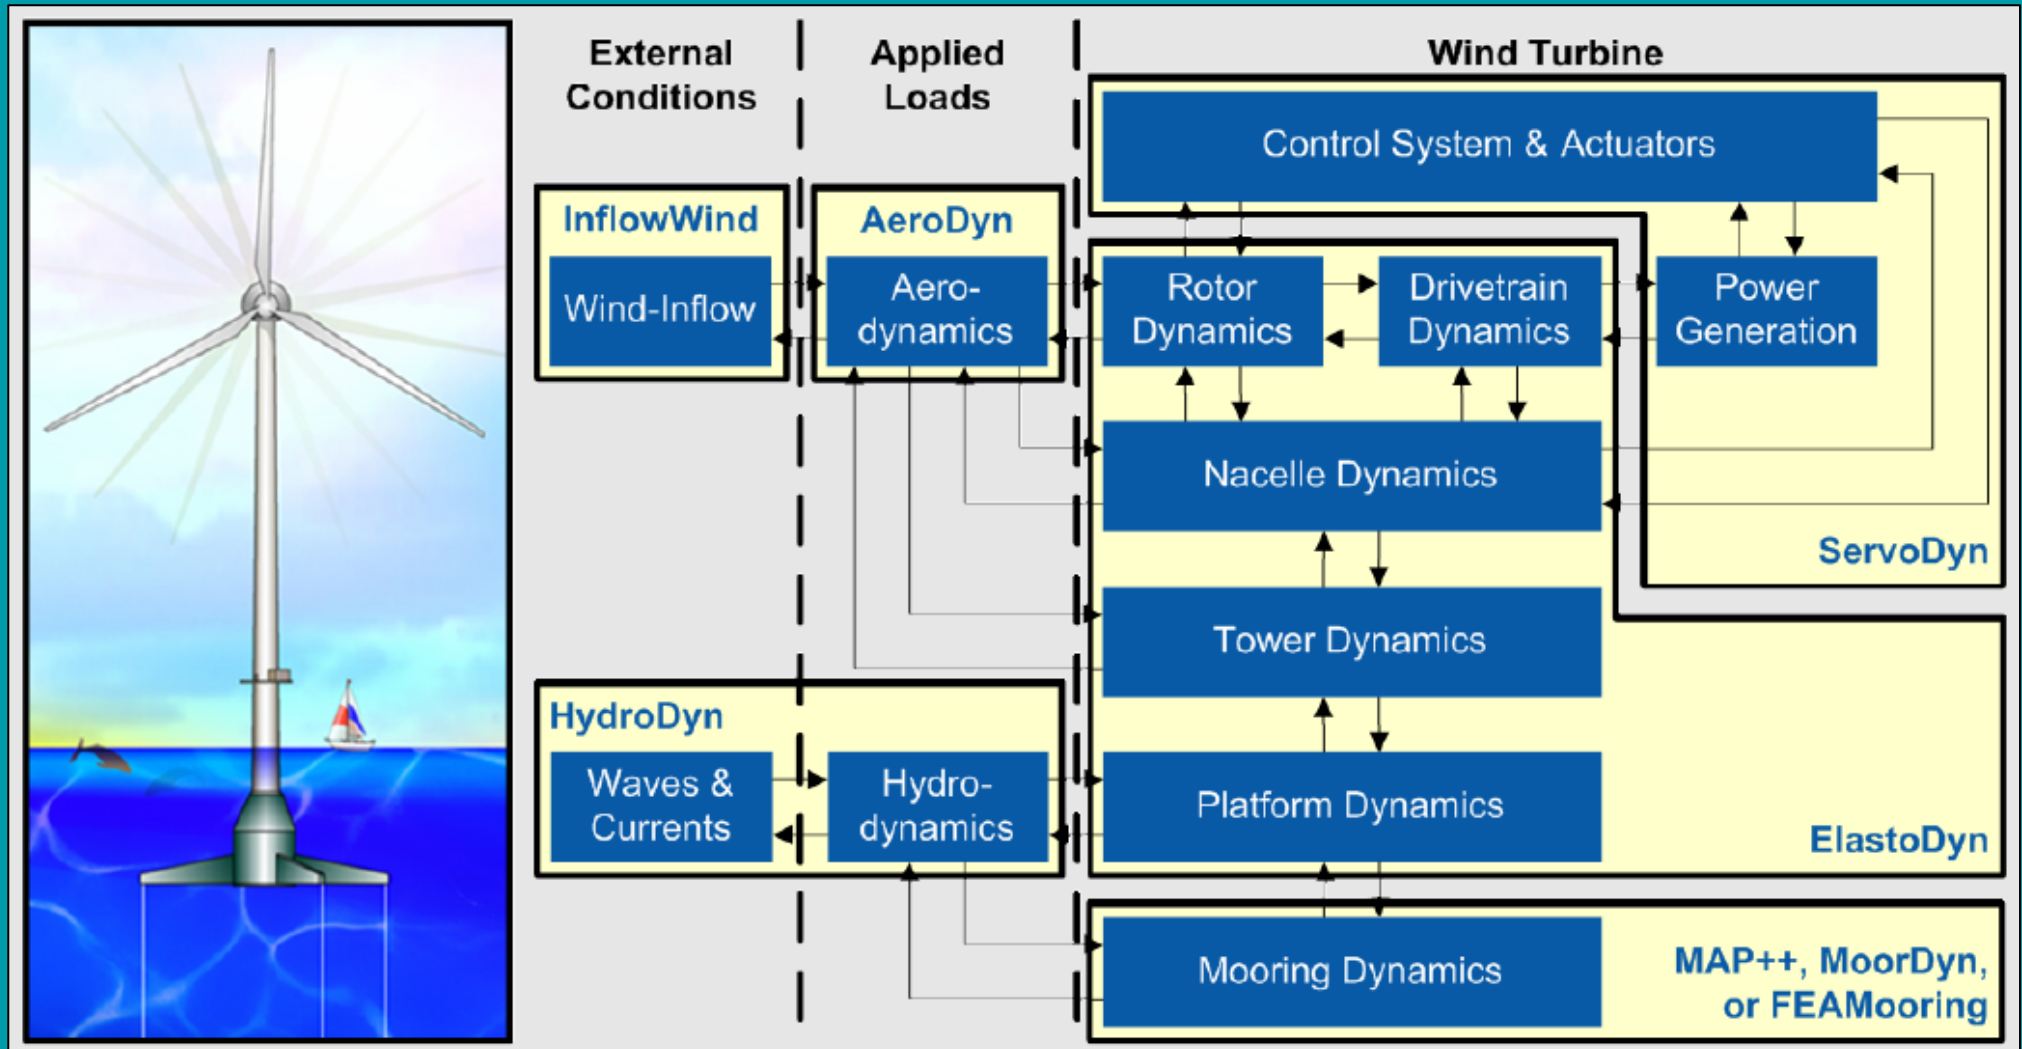 External
Conditions
Applied
Loads
Wind Turbine
Control System & Actuators
InflowWind
Wind-Inflow
AeroDyn
Aero-
dynamics
Rotor
Dynamics
Drivetrain
Dynamics
Power
Generation
Nacelle Dynamics
ServoDyn
Tower Dynamics
HydroDyn
Waves &
Currents
Hydro-
dynamics
Platform Dynamics
ElastoDyn
Mooring Dynamics
MAP++, MoorDyn,
or FEAMooring